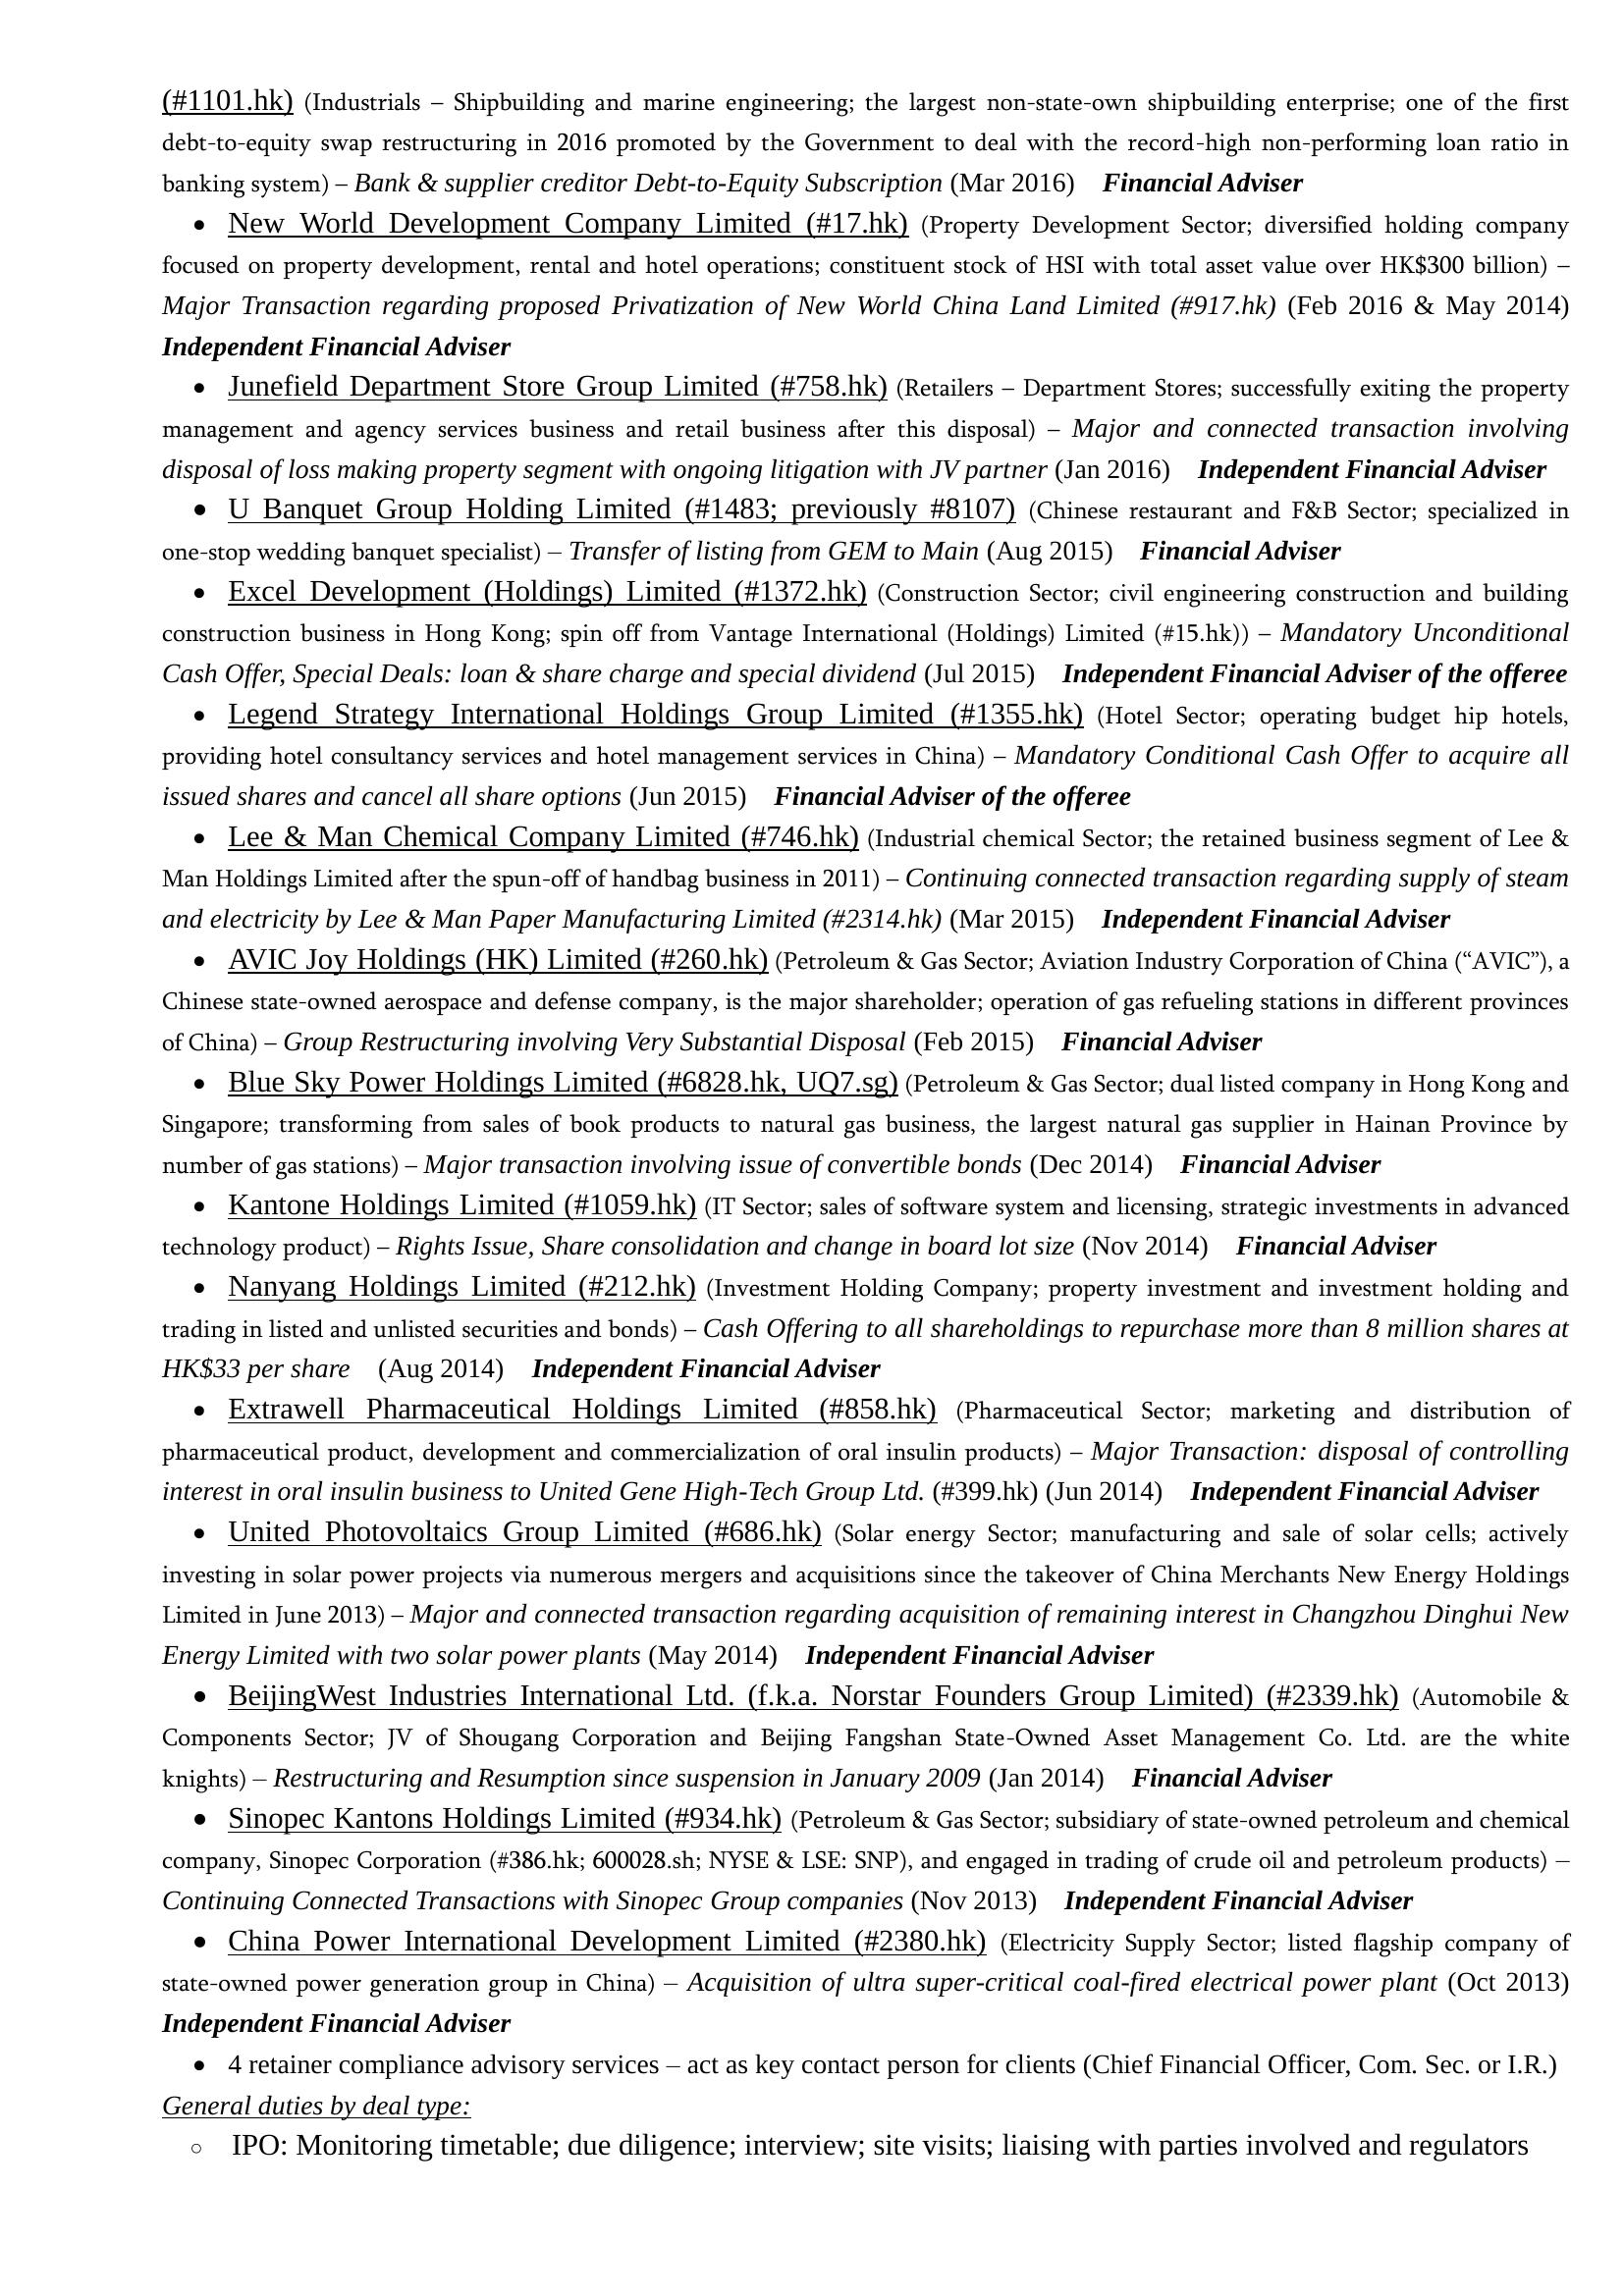 (#1101.hk) (Industrials – Shipbuilding and marine engineering; the largest non-state-own shipbuilding enterprise; one of the first
debt-to-equity swap restructuring in 2016 promoted by the Government to deal with the record-high non-performing loan ratio in
banking system) – Bank & supplier creditor Debt-to-Equity Subscription (Mar 2016) Financial Adviser
• New World Development Company Limited (#17.hk) (Property Development Sector; diversified holding company
focused on property development, rental and hotel operations; constituent stock of HSI with total asset value over HK$300 billion) –
Major Transaction regarding proposed Privatization of New World China Land Limited (#917.hk) (Feb 2016 & May 2014)
Independent Financial Adviser
• Junefield Department Store Group Limited (#758.hk) (Retailers – Department Stores; successfully exiting the property
management and agency services business and retail business after this disposal) – Major and connected transaction involving
disposal of loss making property segment with ongoing litigation with JV partner (Jan 2016) Independent Financial Adviser
• U Banquet Group Holding Limited (#1483; previously #8107) (Chinese restaurant and F&B Sector; specialized in
one-stop wedding banquet specialist) – Transfer of listing from GEM to Main (Aug 2015) Financial Adviser
• Excel Development (Holdings) Limited (#1372.hk) (Construction Sector; civil engineering construction and building
construction business in Hong Kong; spin off from Vantage International (Holdings) Limited (#15.hk)) – Mandatory Unconditional
Cash Offer, Special Deals: loan & share charge and special dividend (Jul 2015) Independent Financial Adviser of the offeree
• Legend Strategy International Holdings Group Limited (#1355.hk) (Hotel Sector; operating budget hip hotels,
providing hotel consultancy services and hotel management services in China) – Mandatory Conditional Cash Offer to acquire all
issued shares and cancel all share options (Jun 2015) Financial Adviser of the offeree
• Lee & Man Chemical Company Limited (#746.hk) (Industrial chemical Sector; the retained business segment of Lee &
Man Holdings Limited after the spun-off of handbag business in 2011) – Continuing connected transaction regarding supply of steam
and electricity by Lee & Man Paper Manufacturing Limited (#2314.hk) (Mar 2015) Independent Financial Adviser
• AVIC Joy Holdings (HK) Limited (#260.hk) (Petroleum & Gas Sector; Aviation Industry Corporation of China (“AVIC”), a
Chinese state-owned aerospace and defense company, is the major shareholder; operation of gas refueling stations in different provinces
of China) – Group Restructuring involving Very Substantial Disposal (Feb 2015) Financial Adviser
• Blue Sky Power Holdings Limited (#6828.hk, UQ7.sg) (Petroleum & Gas Sector; dual listed company in Hong Kong and
Singapore; transforming from sales of book products to natural gas business, the largest natural gas supplier in Hainan Province by
number of gas stations) – Major transaction involving issue of convertible bonds (Dec 2014) Financial Adviser
• Kantone Holdings Limited (#1059.hk) (IT Sector; sales of software system and licensing, strategic investments in advanced
technology product) – Rights Issue, Share consolidation and change in board lot size (Nov 2014) Financial Adviser
• Nanyang Holdings Limited (#212.hk) (Investment Holding Company; property investment and investment holding and
trading in listed and unlisted securities and bonds) – Cash Offering to all shareholdings to repurchase more than 8 million shares at
HK$33 per share (Aug 2014) Independent Financial Adviser
• Extrawell Pharmaceutical Holdings Limited (#858.hk) (Pharmaceutical Sector; marketing and distribution of
pharmaceutical product, development and commercialization of oral insulin products) – Major Transaction: disposal of controlling
interest in oral insulin business to United Gene High-Tech Group Ltd. (#399.hk) (Jun 2014) Independent Financial Adviser
• United Photovoltaics Group Limited (#686.hk) (Solar energy Sector; manufacturing and sale of solar cells; actively
investing in solar power projects via numerous mergers and acquisitions since the takeover of China Merchants New Energy Holdings
Limited in June 2013) – Major and connected transaction regarding acquisition of remaining interest in Changzhou Dinghui New
Energy Limited with two solar power plants (May 2014) Independent Financial Adviser
• BeijingWest Industries International Ltd. (f.k.a. Norstar Founders Group Limited) (#2339.hk) (Automobile &
Components Sector; JV of Shougang Corporation and Beijing Fangshan State-Owned Asset Management Co. Ltd. are the white
knights) – Restructuring and Resumption since suspension in January 2009 (Jan 2014) Financial Adviser
• Sinopec Kantons Holdings Limited (#934.hk) (Petroleum & Gas Sector; subsidiary of state-owned petroleum and chemical
company, Sinopec Corporation (#386.hk; 600028.sh; NYSE & LSE: SNP), and engaged in trading of crude oil and petroleum products) –
Continuing Connected Transactions with Sinopec Group companies (Nov 2013) Independent Financial Adviser
• China Power International Development Limited (#2380.hk) (Electricity Supply Sector; listed flagship company of
state-owned power generation group in China) – Acquisition of ultra super-critical coal-fired electrical power plant (Oct 2013)
Independent Financial Adviser
• 4 retainer compliance advisory services – act as key contact person for clients (Chief Financial Officer, Com. Sec. or I.R.)
General duties by deal type:
○ IPO: Monitoring timetable; due diligence; interview; site visits; liaising with parties involved and regulators